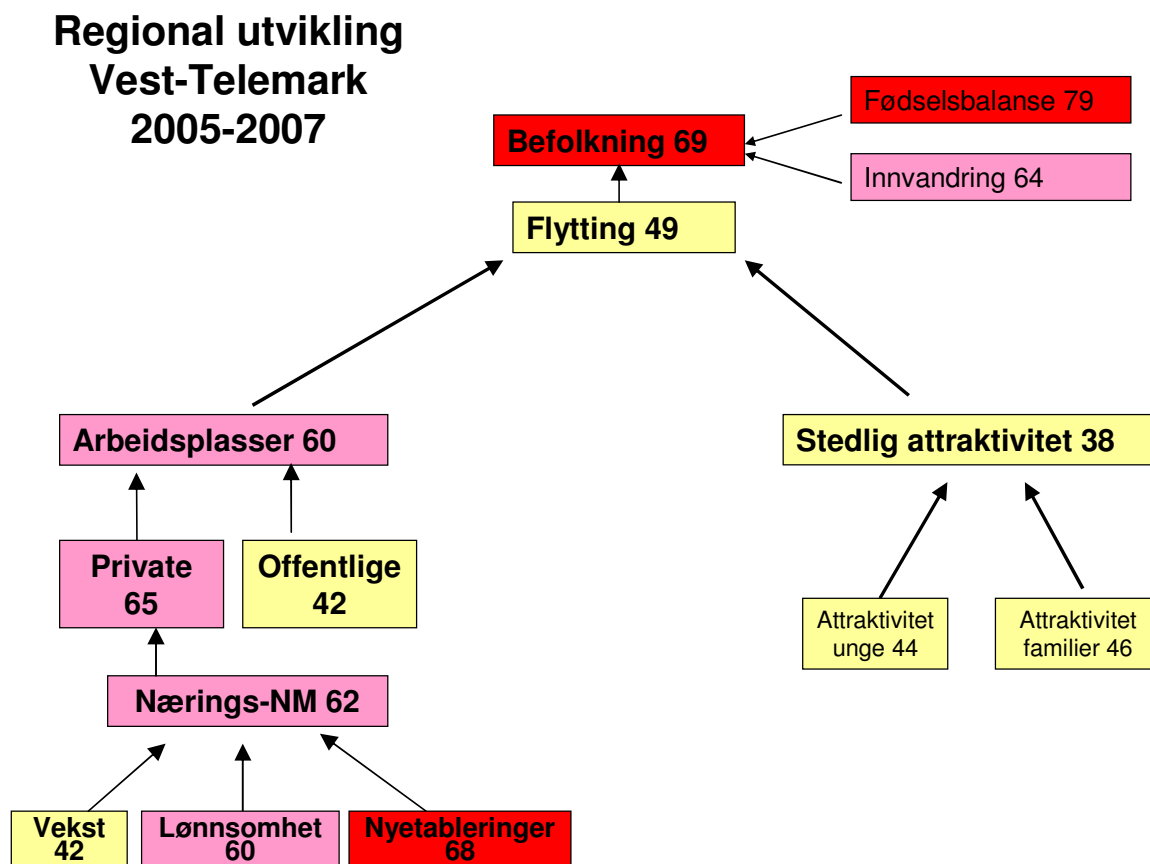 Regional utvikling
Vest-Telemark
2005-2007
Fødselsbalanse 79
Befolkning 69
Innvandring 64
Flytting 49
Arbeidsplasser 60
Stedlig attraktivitet 38
Private
65
Offentlige
42
Attraktivitet
unge 44
Attraktivitet
familier 46
Nærings-NM 62
Vekst
42
Lønnsomhet
60
Nyetableringer
68